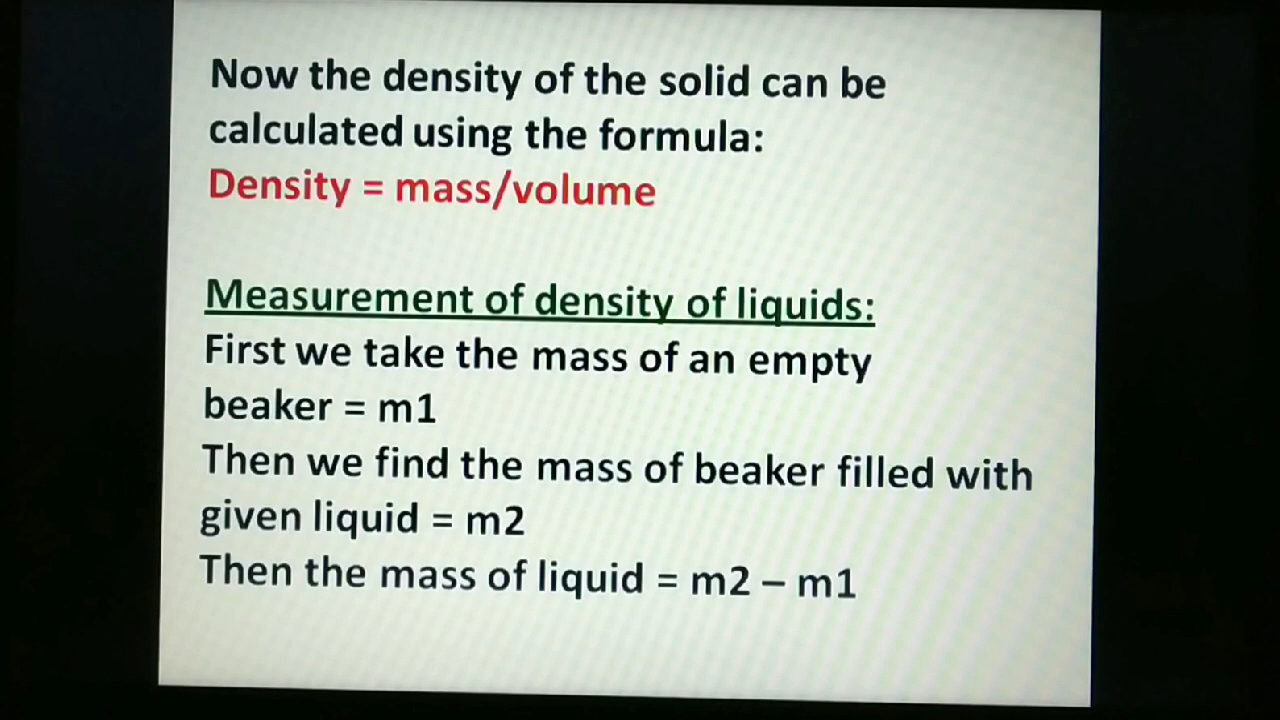 Now the density of the solid can be
calculated using the formula:
Density = mass/volume
Measurement of density of liquids:
First we take the mass of an empty
beaker = m1
Then we find the mass of beaker filled with
given liquid = m2
Then the mass of liquid = m2 – m1